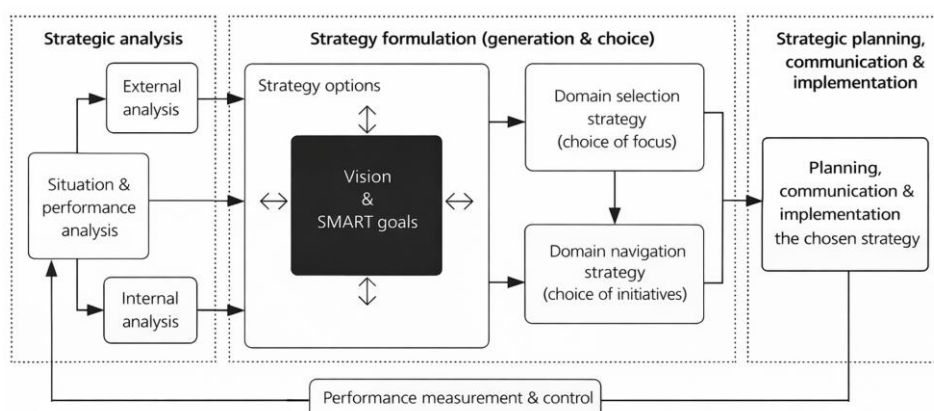 Strategic analysis
External
analysis
Situation &
performance
analysis
Internal
analysis
Strategy formulation (generation & choice)
Strategy options
Vision
&
SMART goals
Domain selection
strategy
(choice of focus)
Domain navigation
strategy
(choice of initiatives)
Strategic planning,
communication &
implementation
Planning,
communication &
implementation
the chosen strategy
Performance measurement & control